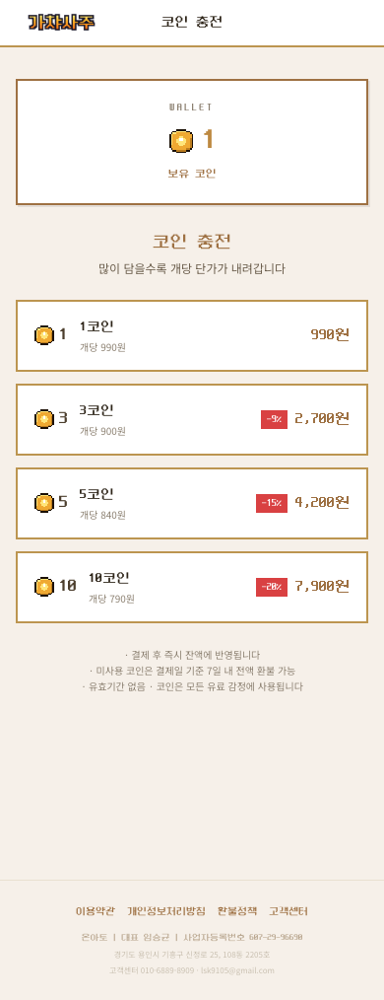 가챠사주
코인 충전
WALLET
1
보유 코인
코인 충전
많이 담을수록 개당 단가가 내려갑니다
1 1코인 990원
개당 990원
3 3코인 -9% 2,700원
개당 900원
5 5코인 -15% 4,200원
개당 840원
10 10코인 -20% 7,900원
개당 790원
· 결제 후 즉시 잔액에 반영됩니다
· 미사용 코인은 결제일 기준 7일 내 전액 환불 가능
· 유효기간 없음 · 코인은 모든 유료 감정에 사용됩니다
이용약관 개인정보처리방침 환불정책 고객센터
온아토 | 대표 임승균 | 사업자등록번호 607-29-96690
경기도 용인시 기흥구 신정로 25, 108동 2205호
고객센터 010-6889-8909 · lsk9105@gmail.com